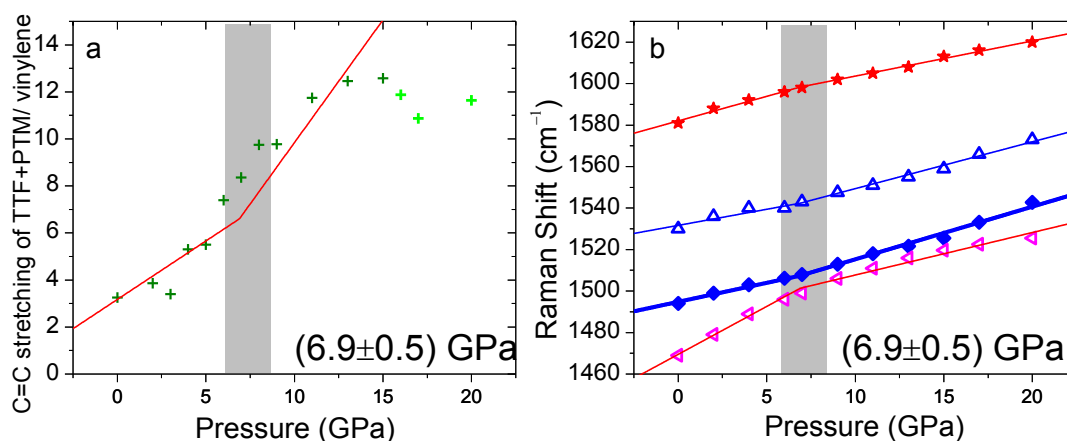 a
C=C stretching of TTF+PTM/ vinylene
14
12
10
8
6
4
2
0
(6.9±0.5) GPa
0 5 10 15 20
Pressure (GPa)
b
Raman Shift (cm⁻¹)
1620
1600
1580
1560
1540
1520
1500
1480
1460
(6.9±0.5) GPa
0 5 10 15 20
Pressure (GPa)